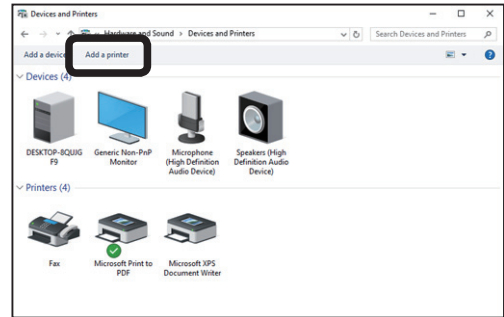 Devices and Printers
Hardware and Sound > Devices and Printers
Search Devices and Printers
Add a device
Add a printer
Devices (4)
DESKTOP-8QUJG
F9
Generic Non-PnP
Monitor
Microphone
(High Definition
Audio Device)
Speakers (High
Definition Audio
Device)
Printers (4)
Fax
Microsoft Print to
PDF
Microsoft XPS
Document Writer